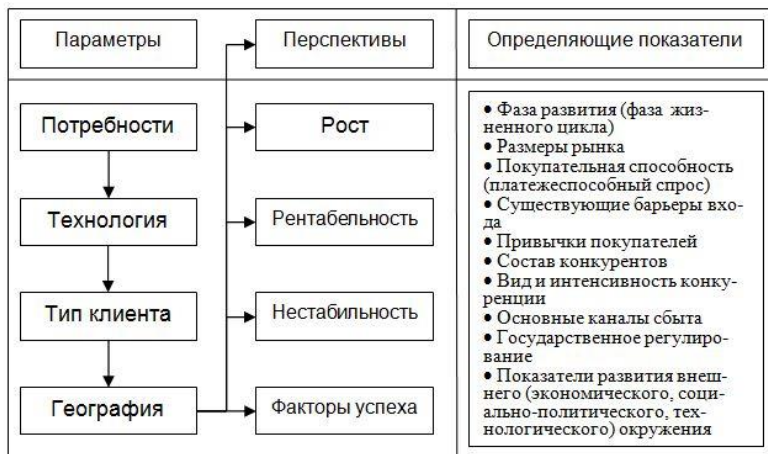 Параметры
Перспективы
Определяющие показатели
Потребности
Технология
Тип клиента
География
Рост
Рентабельность
Нестабильность
Факторы успеха
• Фаза развития (фаза жиз-
ненного цикла)
• Размеры рынка
• Покупательная способность
(платежеспособный спрос)
• Существующие барьеры вхо-
да
• Привычки покупателей
• Состав конкурентов
• Вид и интенсивность конку-
ренции
• Основные каналы сбыта
• Государственное регулиро-
вание
• Показатели развития внеш-
него (экономического, соци-
ально-политического, тех-
нологического) окружения